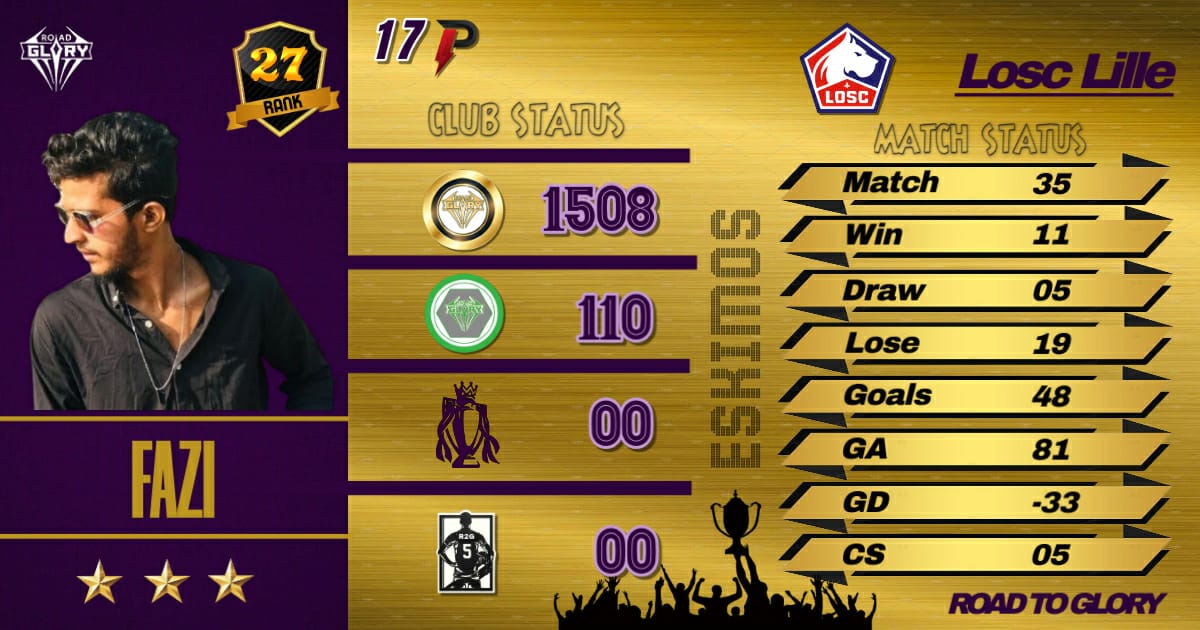 ROAD
GLORY
27
RANK
FAZI
17 P
CLUB STATUS
GLORY
1508
GLORY
110
00
R2G
5
00
ESKIMOS
LOSC
Losc Lille
MATCH STATUS
Match 35
Win 11
Draw 05
Lose 19
Goals 48
GA 81
GD -33
CS 05
ROAD TO GLORY